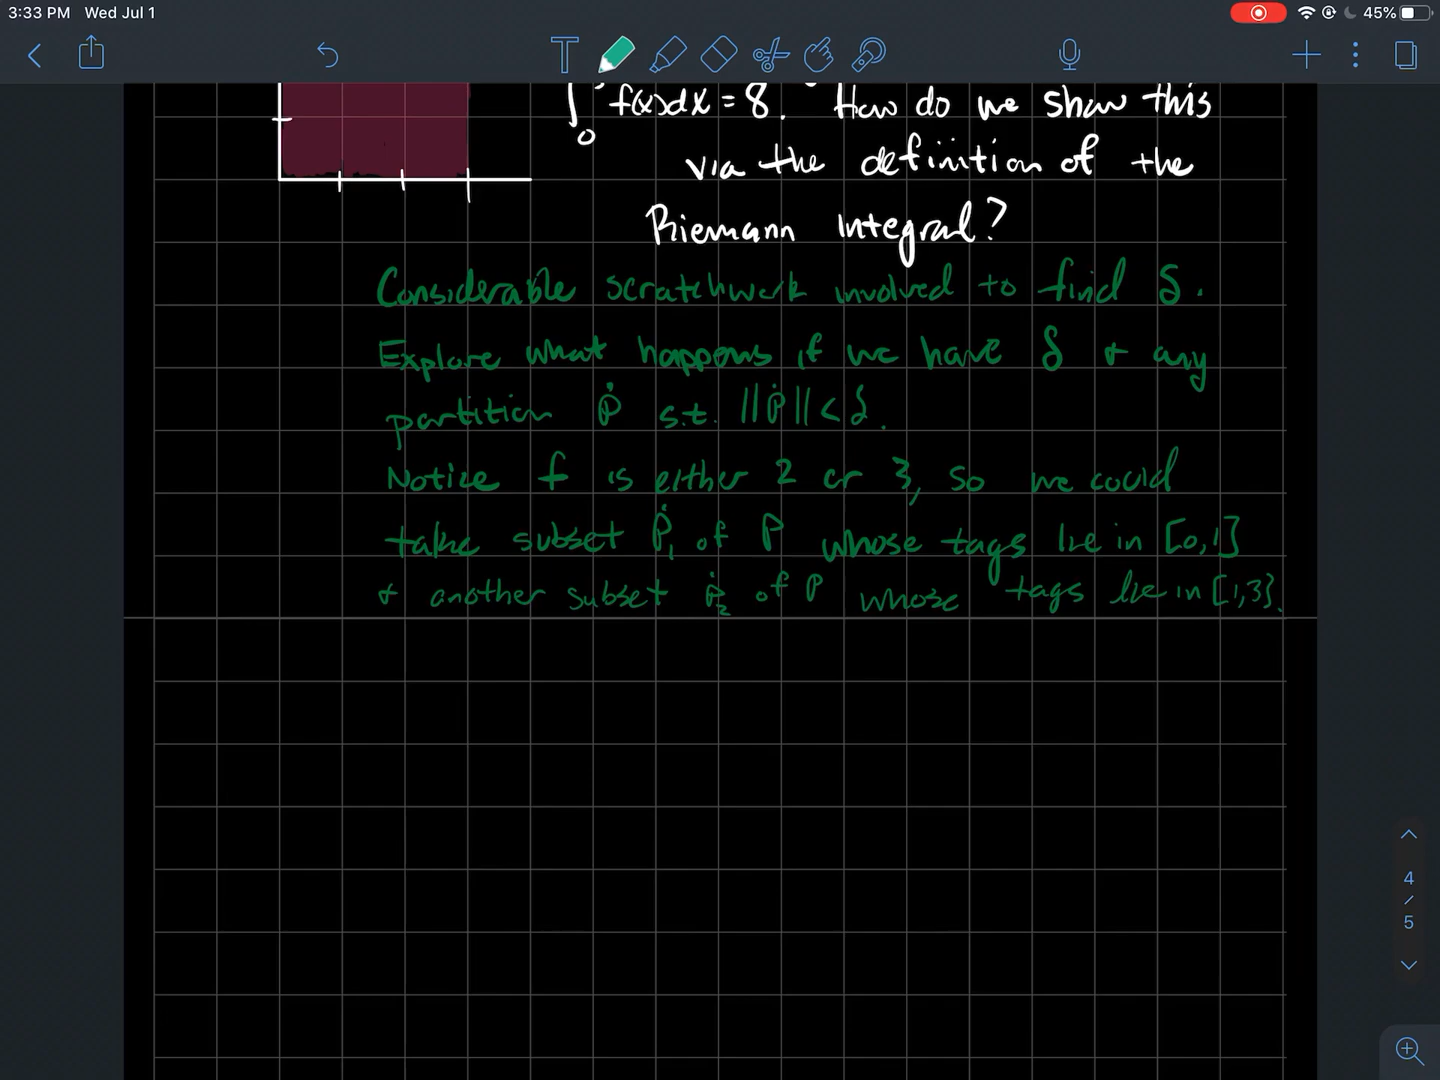 3:33 PM Wed Jul 1
45%
∫₀ f(x)dx = 8. How do we show this
via the definition of the
Riemann Integral?
Considerable scratchwork involved to find δ.
Explore what happens if we have δ + any
partition Ṗ s.t. ||Ṗ|| < δ.
Notice f is either 2 or 3, so we could
take subset Ṗ₁ of P whose tags lie in [0,1]
+ another subset Ṗ₂ of P whose tags lie in [1,3].
4
/
5